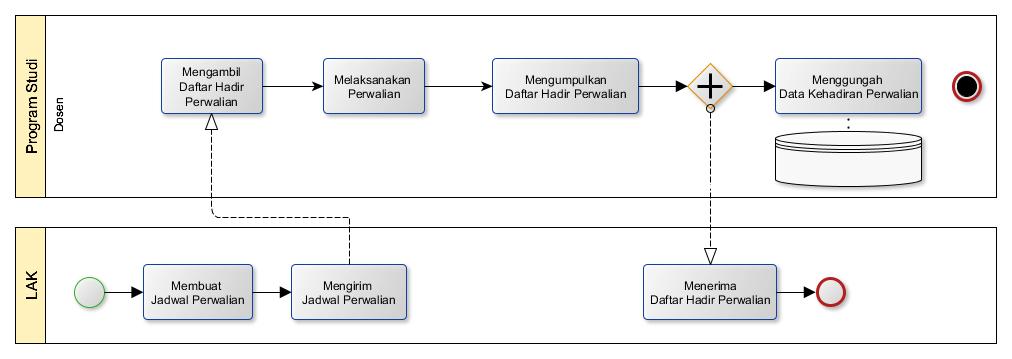 Program Studi
Dosen
Mengambil
Daftar Hadir
Perwalian
Melaksanakan
Perwalian
Mengumpulkan
Daftar Hadir Perwalian
Menggungah
Data Kehadiran Perwalian
LAK
Membuat
Jadwal Perwalian
Mengirim
Jadwal Perwalian
Menerima
Daftar Hadir Perwalian